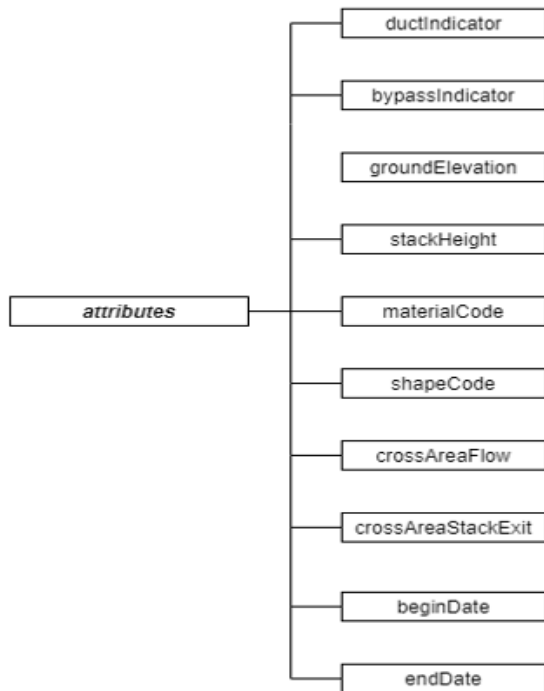 ductIndicator
bypassIndicator
groundElevation
stackHeight
attributes
materialCode
shapeCode
crossAreaFlow
crossAreaStackExit
beginDate
endDate